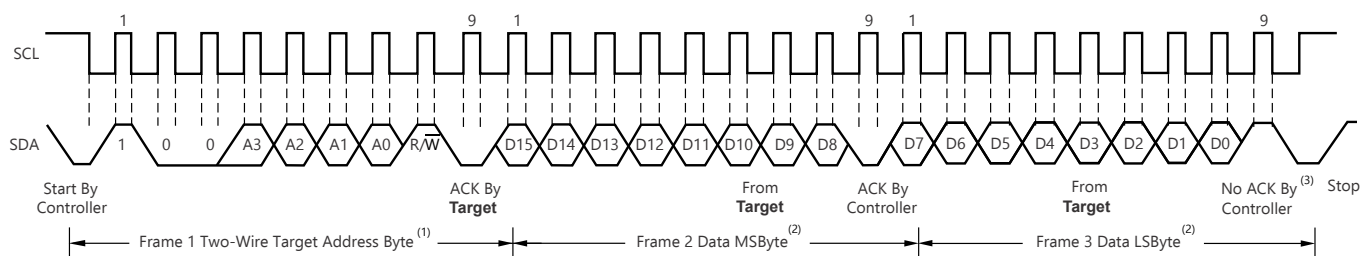 1 9 1 9 1 9
SCL
SDA 1 0 0 A3 A2 A1 A0 R/W D15 D14 D13 D12 D11 D10 D9 D8 D7 D6 D5 D4 D3 D2 D1 D0
Start By ACK By From ACK By From No ACK By (3) Stop
Controller Target Target Controller Target Controller
Frame 1 Two-Wire Target Address Byte (1) Frame 2 Data MSByte (2) Frame 3 Data LSByte (2)